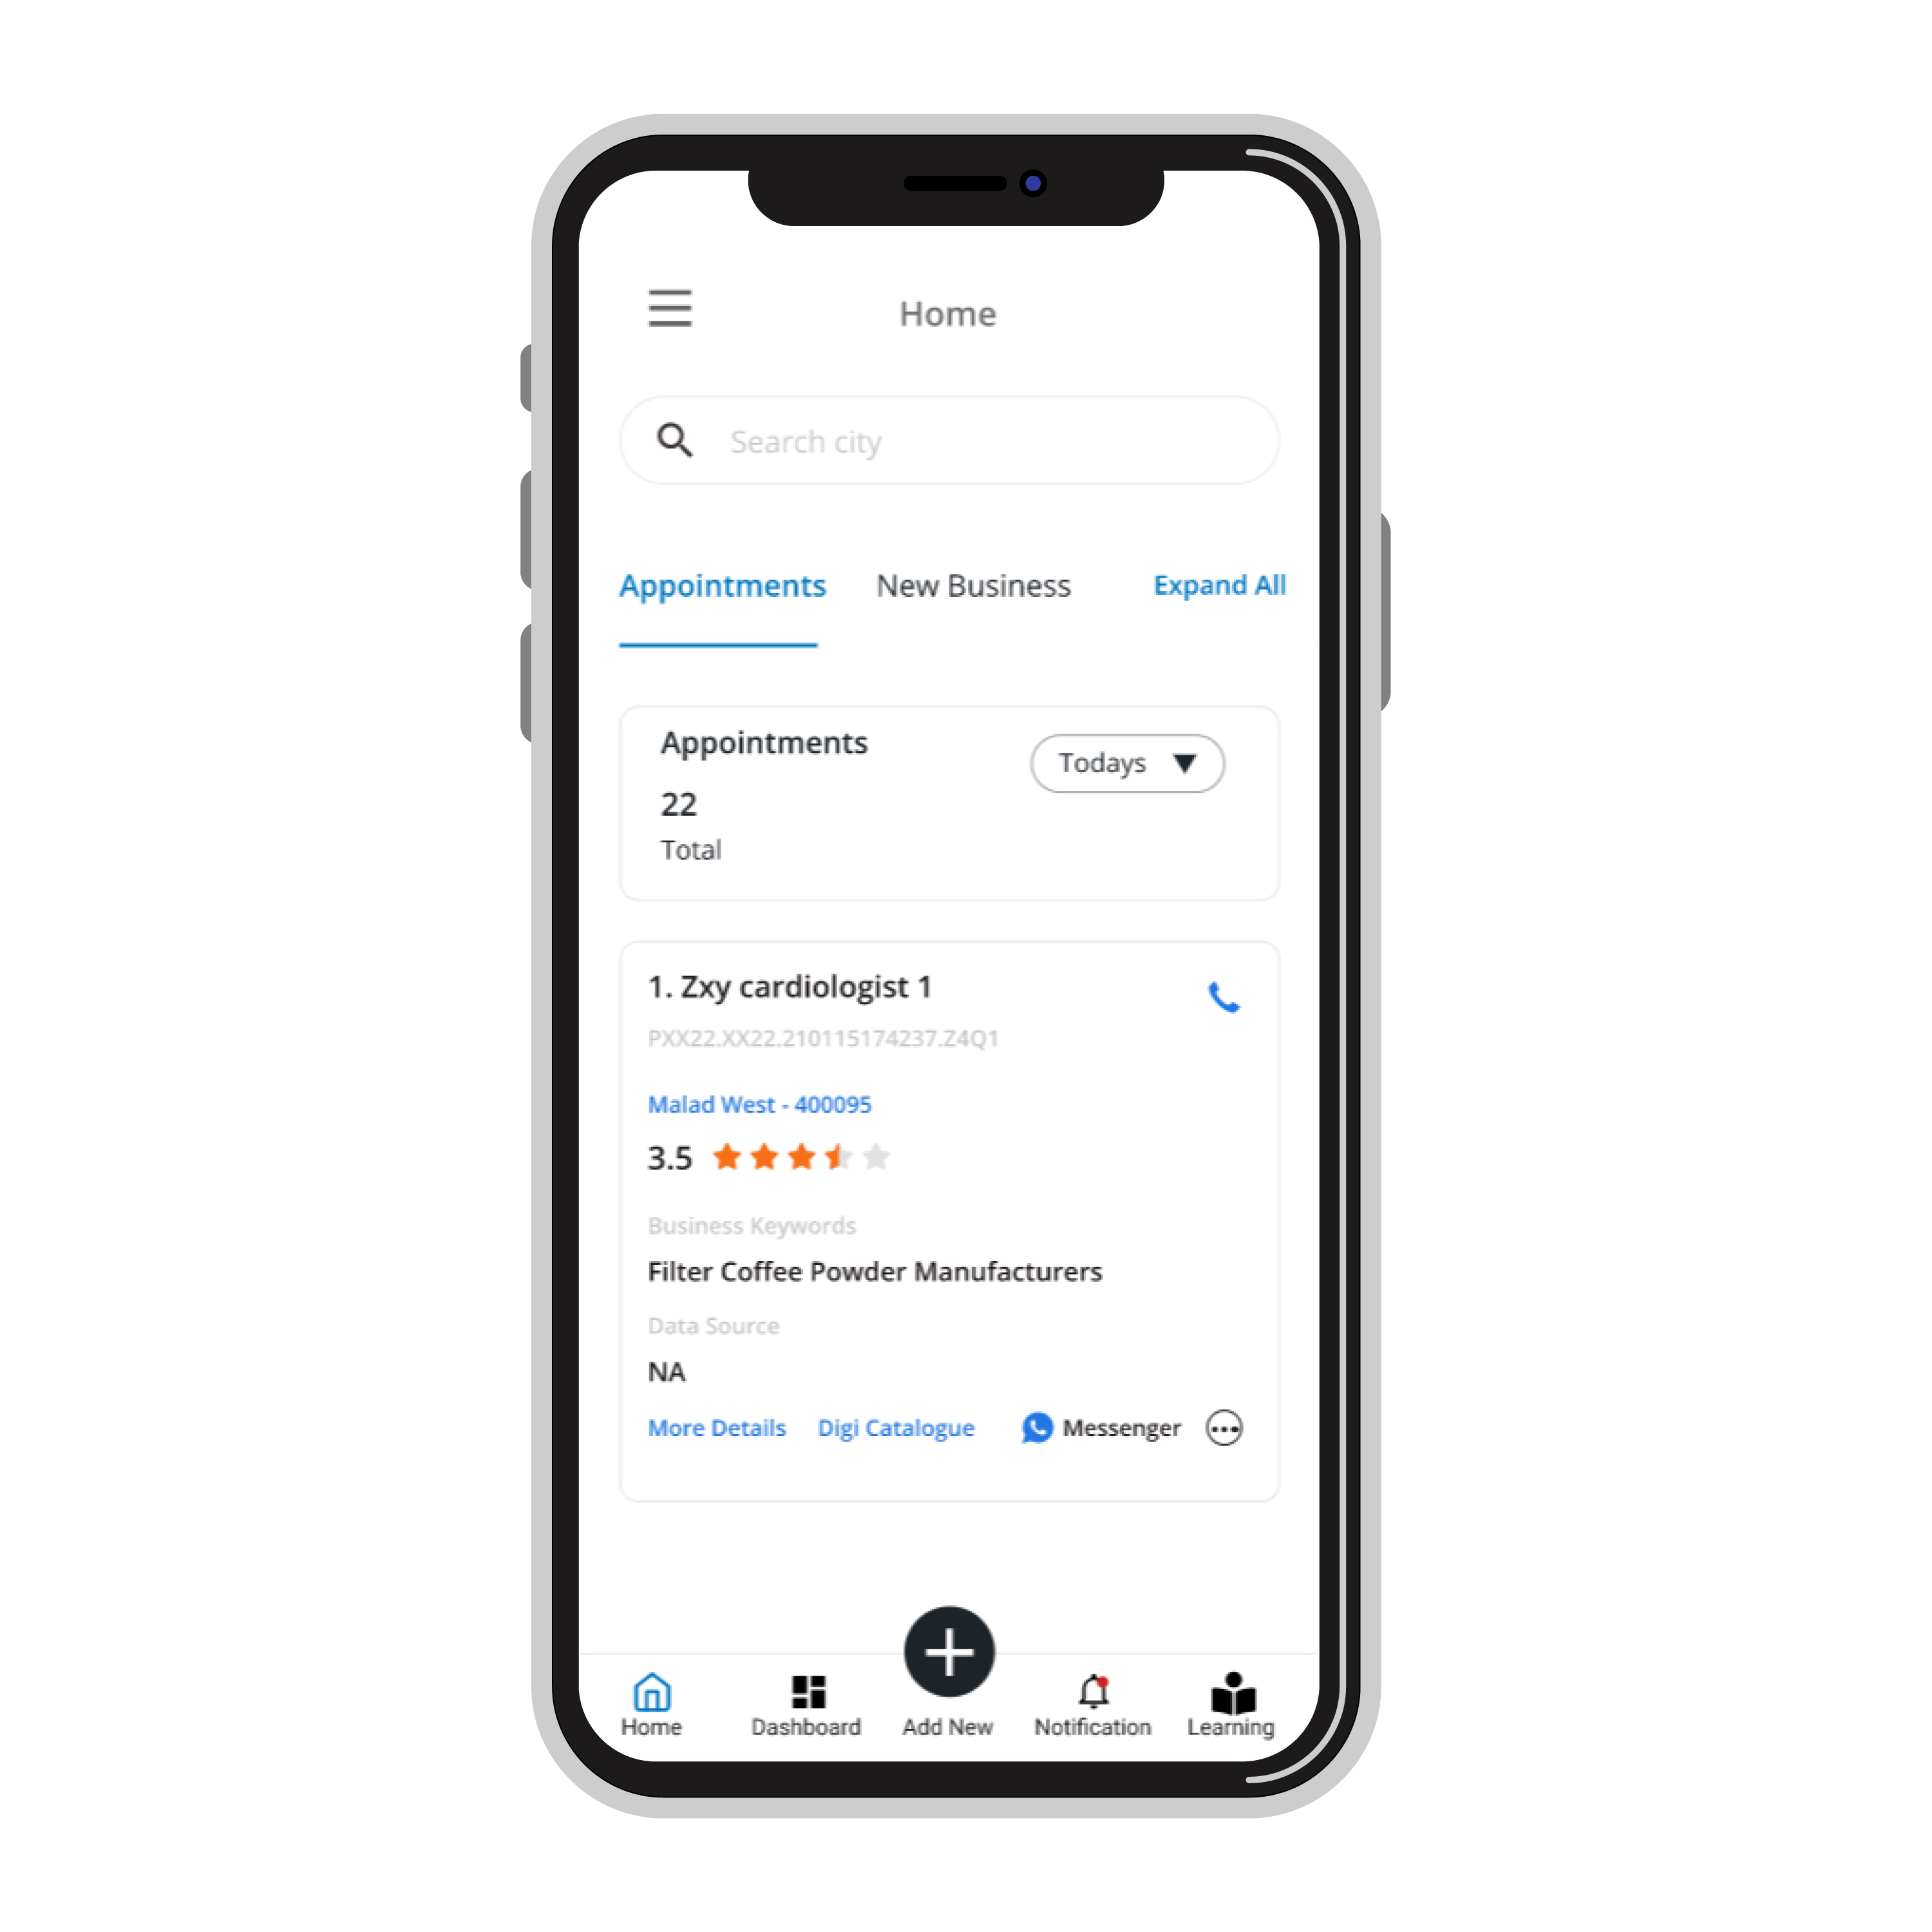 Home
Search city
Appointments New Business Expand All
Appointments
Todays
22
Total
1. Zxy cardiologist 1
PXX22.XX22.210115174237.Z4Q1
Malad West - 400095
3.5
Business Keywords
Filter Coffee Powder Manufacturers
Data Source
NA
More Details Digi Catalogue Messenger
Home Dashboard Add New Notification Learning